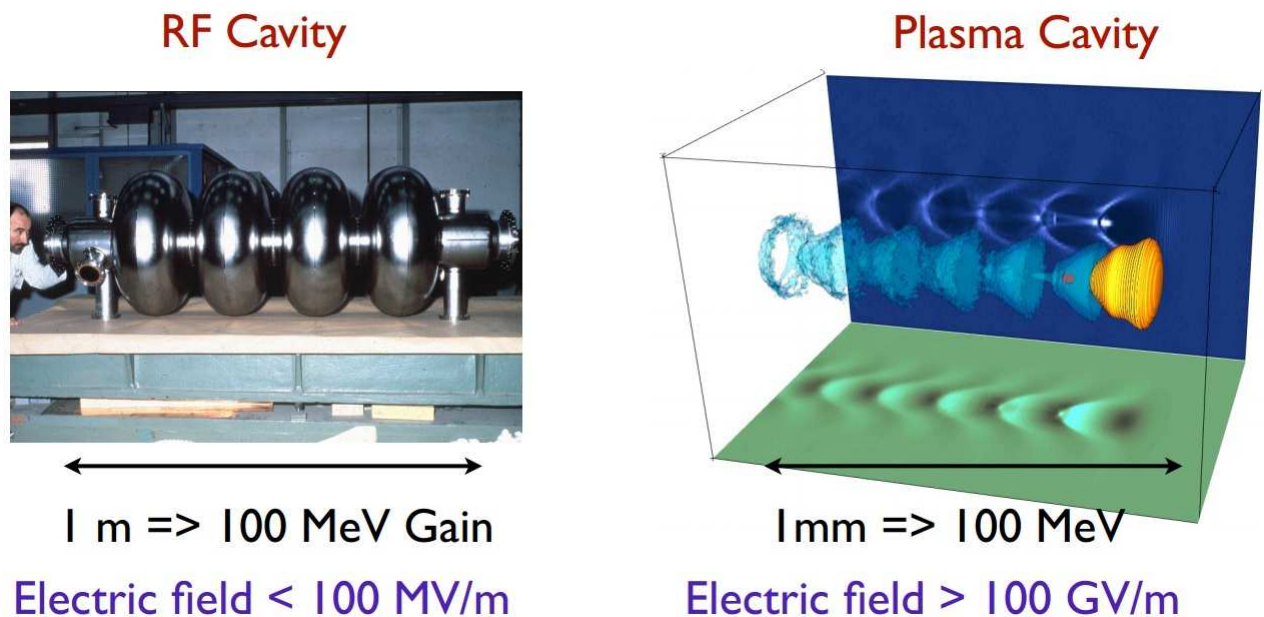 RF Cavity
Plasma Cavity
1 m => 100 MeV Gain
1mm => 100 MeV
Electric field < 100 MV/m
Electric field > 100 GV/m